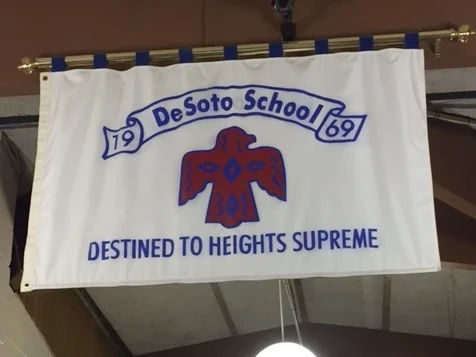 DeSoto School
19 69
DESTINED TO HEIGHTS SUPREME